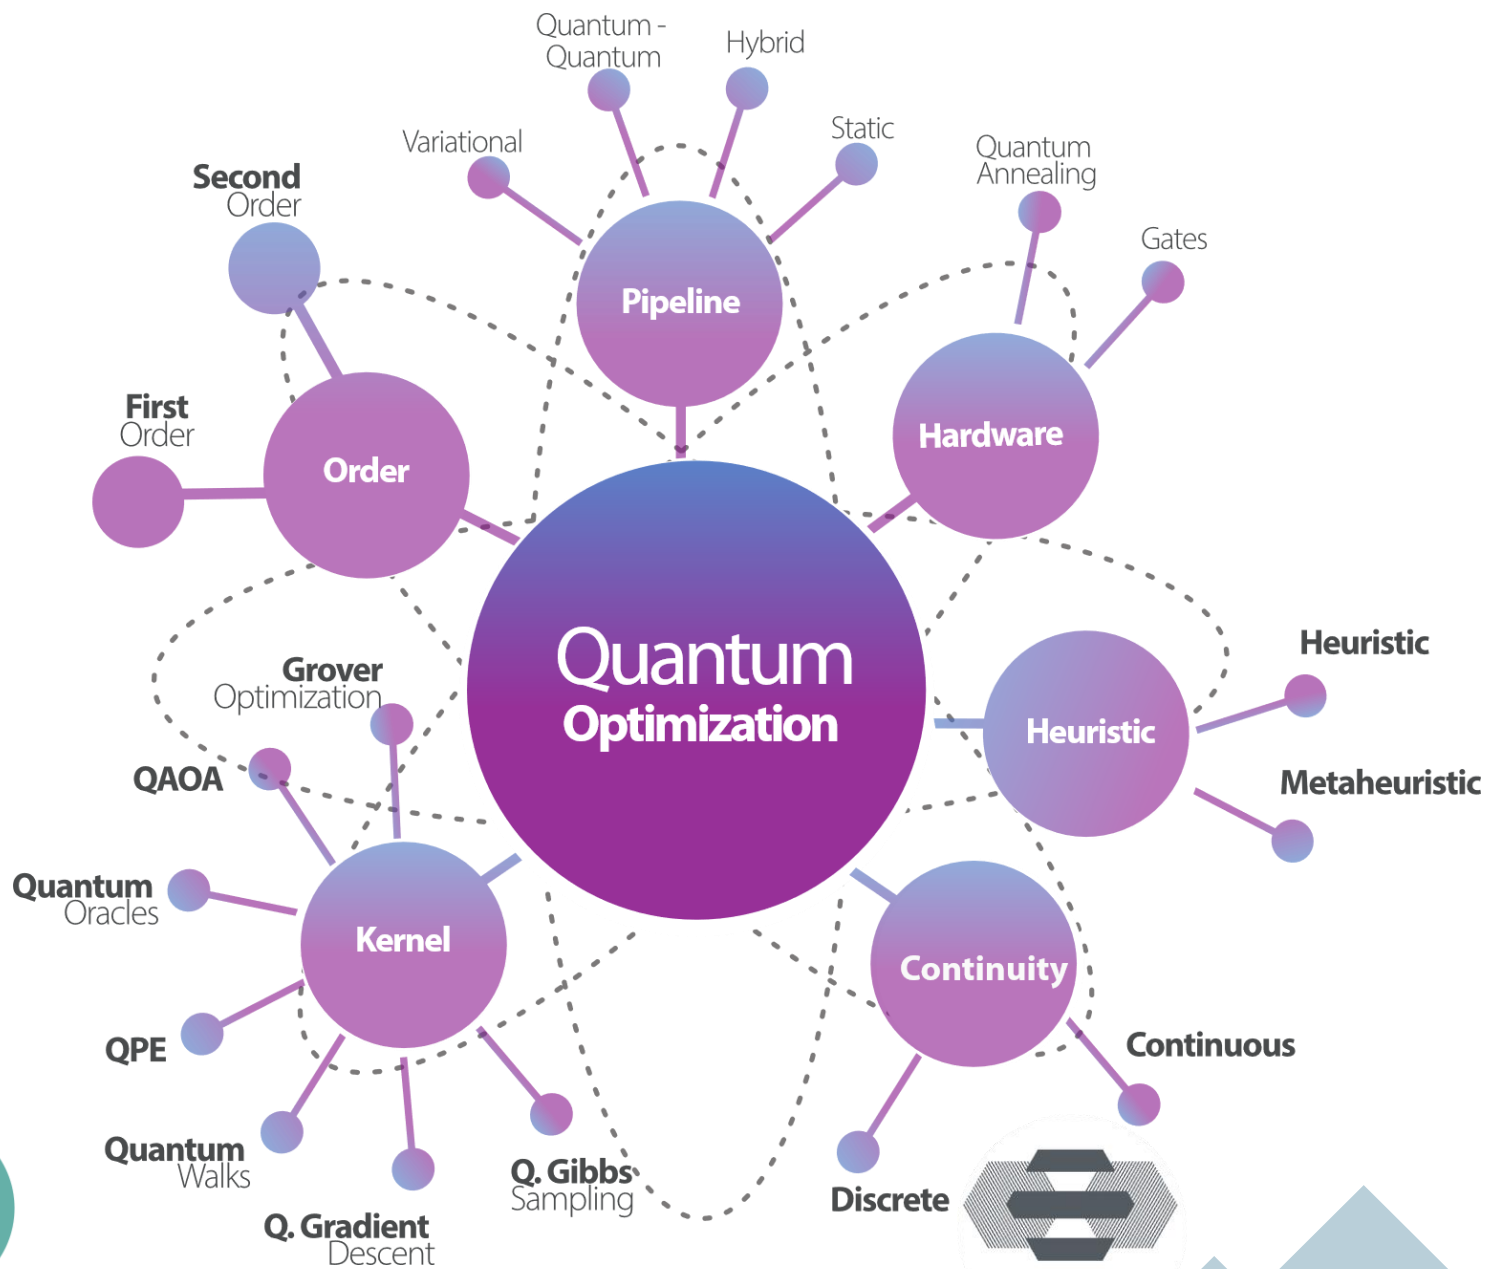 Quantum -
Quantum
Hybrid
Variational
Static
Quantum
Annealing
Second
Order
Gates
Pipeline
First
Order
Hardware
Order
Quantum
Optimization
Heuristic
Heuristic
Metaheuristic
Grover
Optimization
QAOA
Quantum
Oracles
Kernel
Continuity
QPE
Continuous
Quantum
Walks
Q. Gibbs
Sampling
Discrete
Q. Gradient
Descent